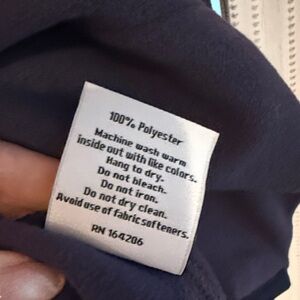 100% Polyester
Machine wash warm
inside out with like colors.
Hang to dry.
Do not bleach.
Do not iron.
Do not dry clean.
Avoid use of fabric softeners.
RN 164206